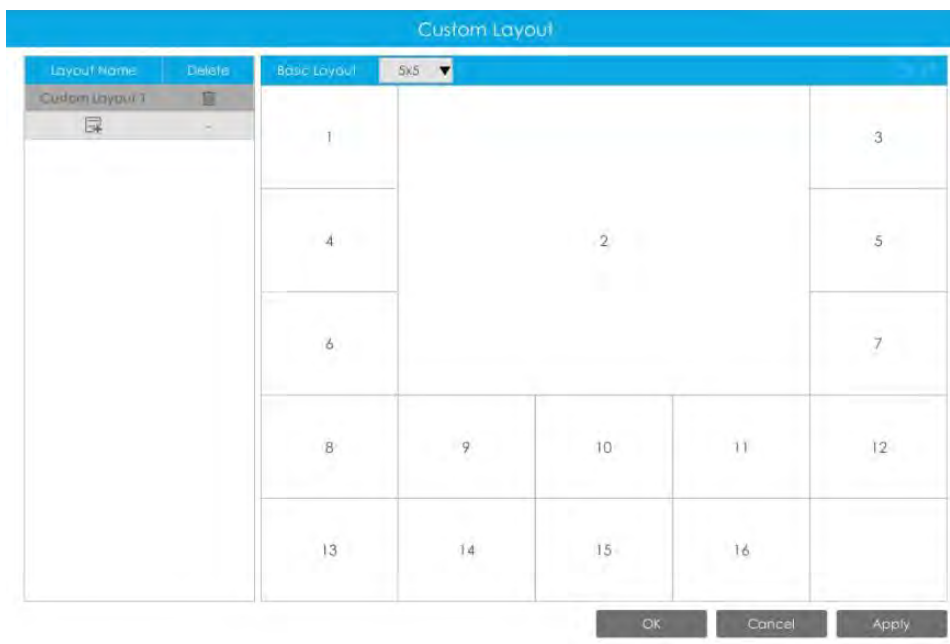 Custom Layout
Layout Name Delete Basic Layout 5x5
Custom Layout 1
-
1 3
4 2 5
6 7
8 9 10 11 12
13 14 15 16
OK Cancel Apply